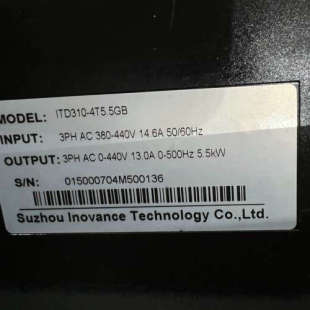 MODEL: ITD310-4T5.5GB
INPUT: 3PH AC 380-440V 14.6A 50/60Hz
OUTPUT: 3PH AC 0-440V 13.0A 0-500Hz 5.5kW
S/N: 015000704M500136
Suzhou Inovance Technology Co.,Ltd.